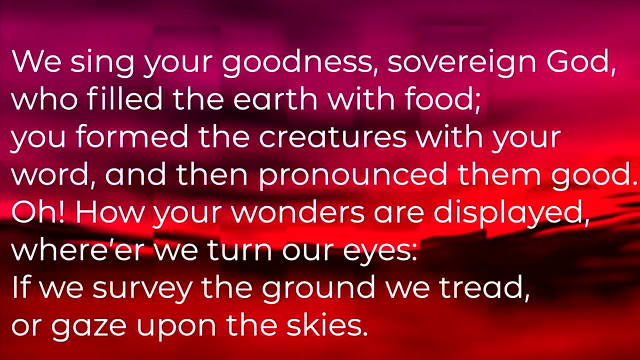 We sing your goodness, sovereign God,
who filled the earth with food;
you formed the creatures with your
word, and then pronounced them good.
Oh! How your wonders are displayed,
where’er we turn our eyes:
If we survey the ground we tread,
or gaze upon the skies.